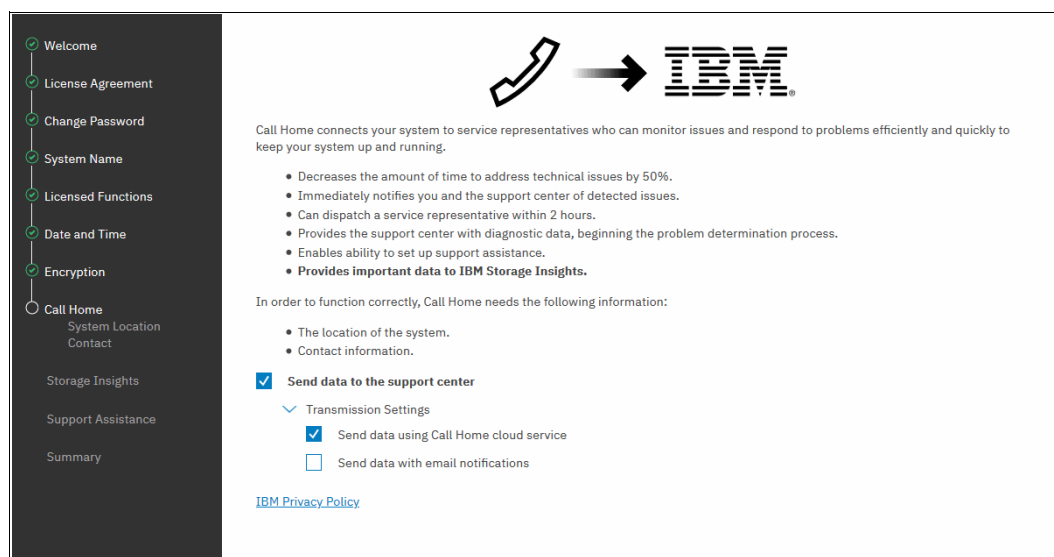 Welcome
License Agreement
Change Password
System Name
Licensed Functions
Date and Time
Encryption
Call Home
System Location
Contact
Storage Insights
Support Assistance
Summary
IBM®
Call Home connects your system to service representatives who can monitor issues and respond to problems efficiently and quickly to
keep your system up and running.
• Decreases the amount of time to address technical issues by 50%.
• Immediately notifies you and the support center of detected issues.
• Can dispatch a service representative within 2 hours.
• Provides the support center with diagnostic data, beginning the problem determination process.
• Enables ability to set up support assistance.
• Provides important data to IBM Storage Insights.
In order to function correctly, Call Home needs the following information:
• The location of the system.
• Contact information.
Send data to the support center
Transmission Settings
Send data using Call Home cloud service
Send data with email notifications
IBM Privacy Policy